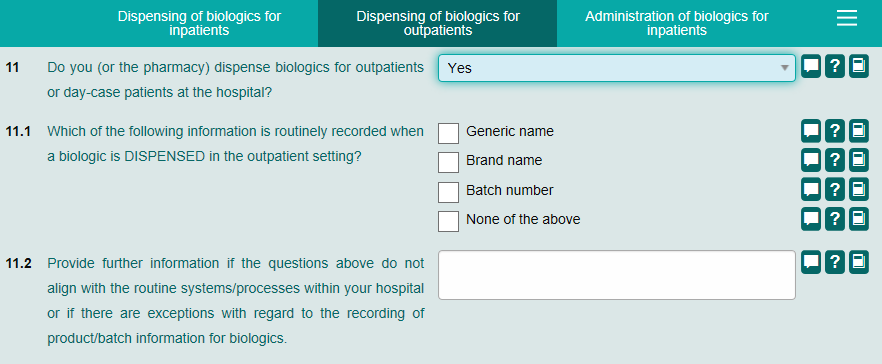 Dispensing of biologics for
inpatients
Dispensing of biologics for
outpatients
Administration of biologics for
inpatients
11 Do you (or the pharmacy) dispense biologics for outpatients
or day-case patients at the hospital?
Yes
?
11.1 Which of the following information is routinely recorded when
a biologic is DISPENSED in the outpatient setting?
Generic name
?
Brand name
?
Batch number
?
None of the above
?
11.2 Provide further information if the questions above do not
align with the routine systems/processes within your hospital
or if there are exceptions with regard to the recording of
product/batch information for biologics.
?